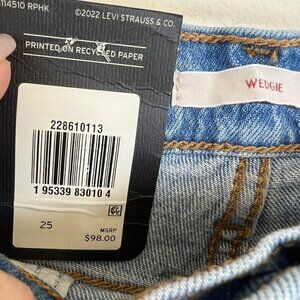 114510 RPHK
©2022 LEVI STRAUSS & CO.
PRINTED ON RECYCLED PAPER
WEDGIE
228610113
1 95339 83010 4
25
MSRP
$98.00